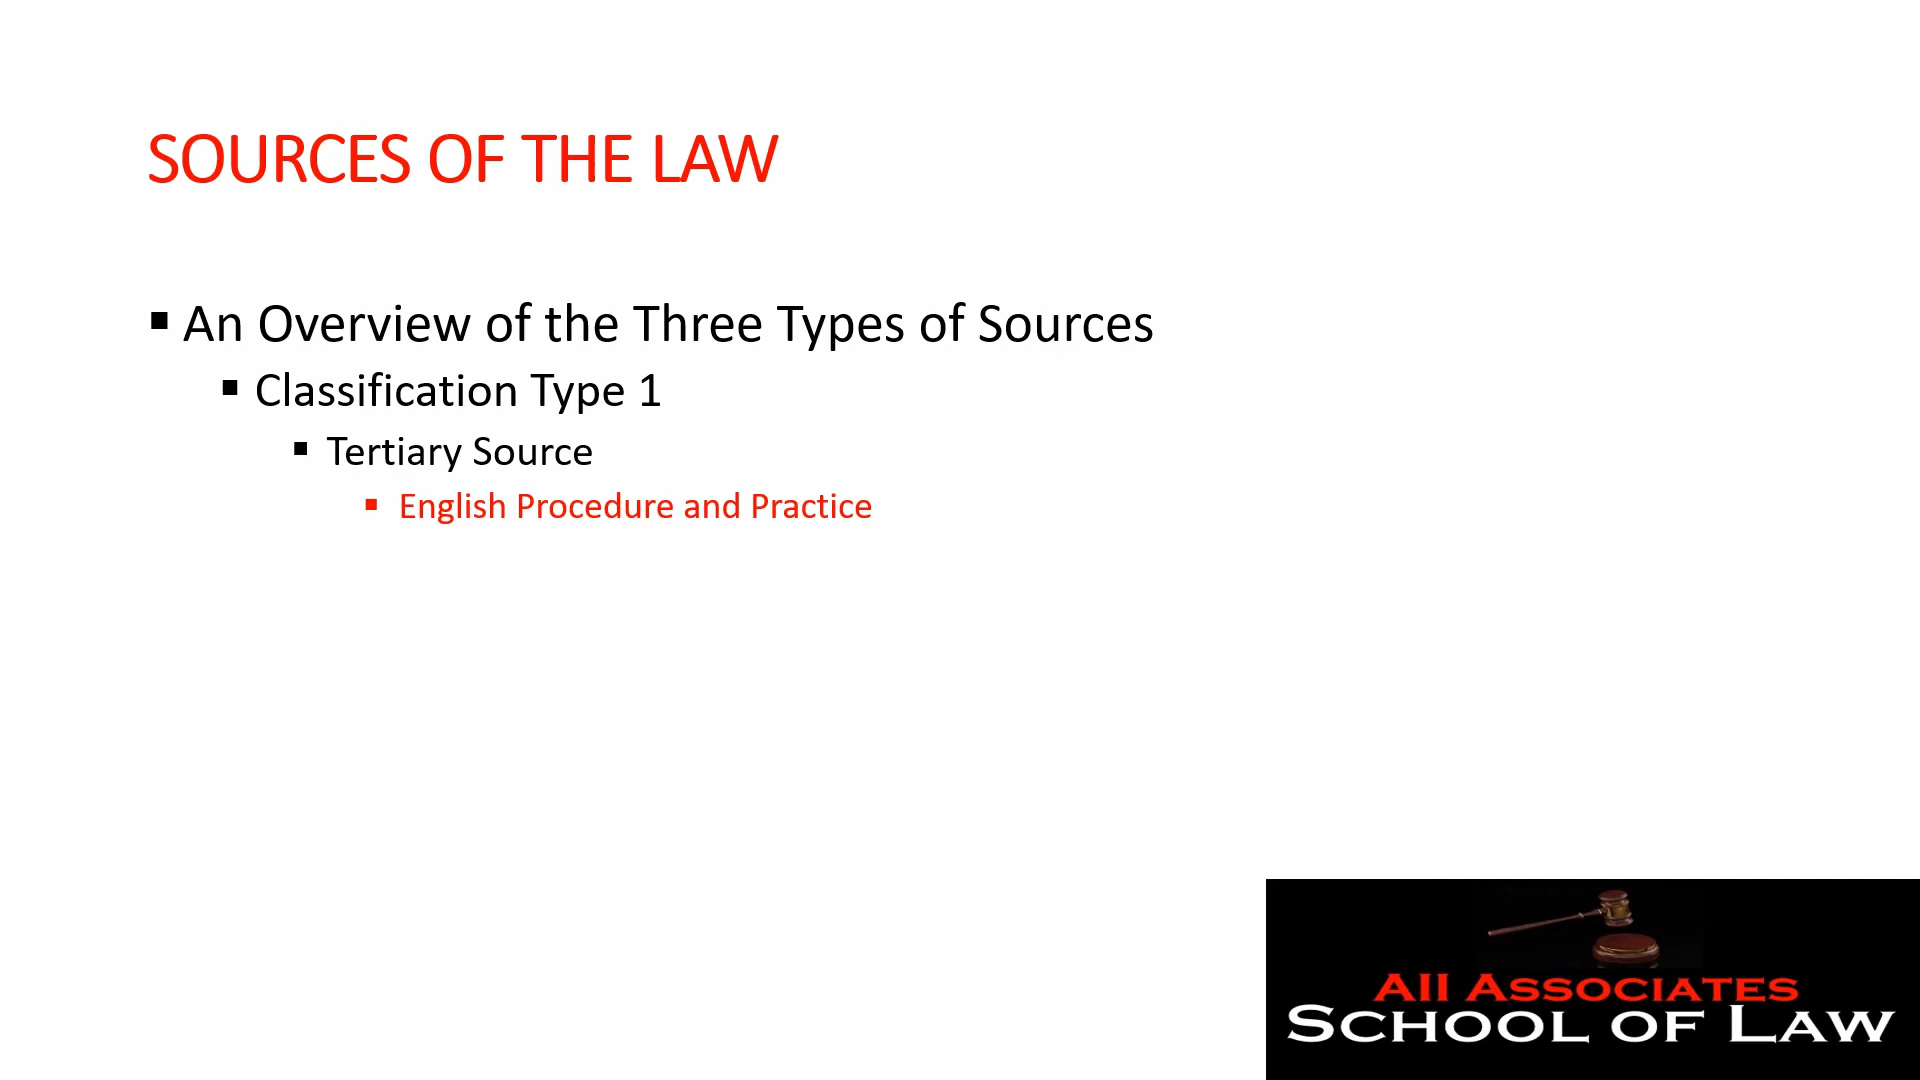 SOURCES OF THE LAW
An Overview of the Three Types of Sources
Classification Type 1
Tertiary Source
English Procedure and Practice
AII ASSOCIATES
SCHOOL OF LAW